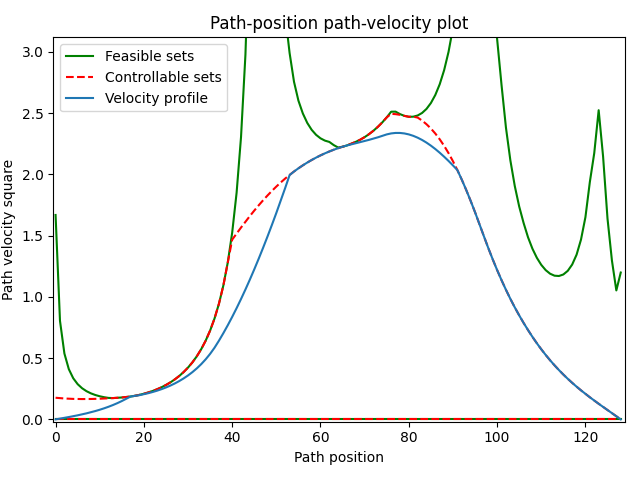 Path-position path-velocity plot
Feasible sets
Controllable sets
Velocity profile
Path velocity square
3.0
2.5
2.0
1.5
1.0
0.5
0.0
0 20 40 60 80 100 120
Path position